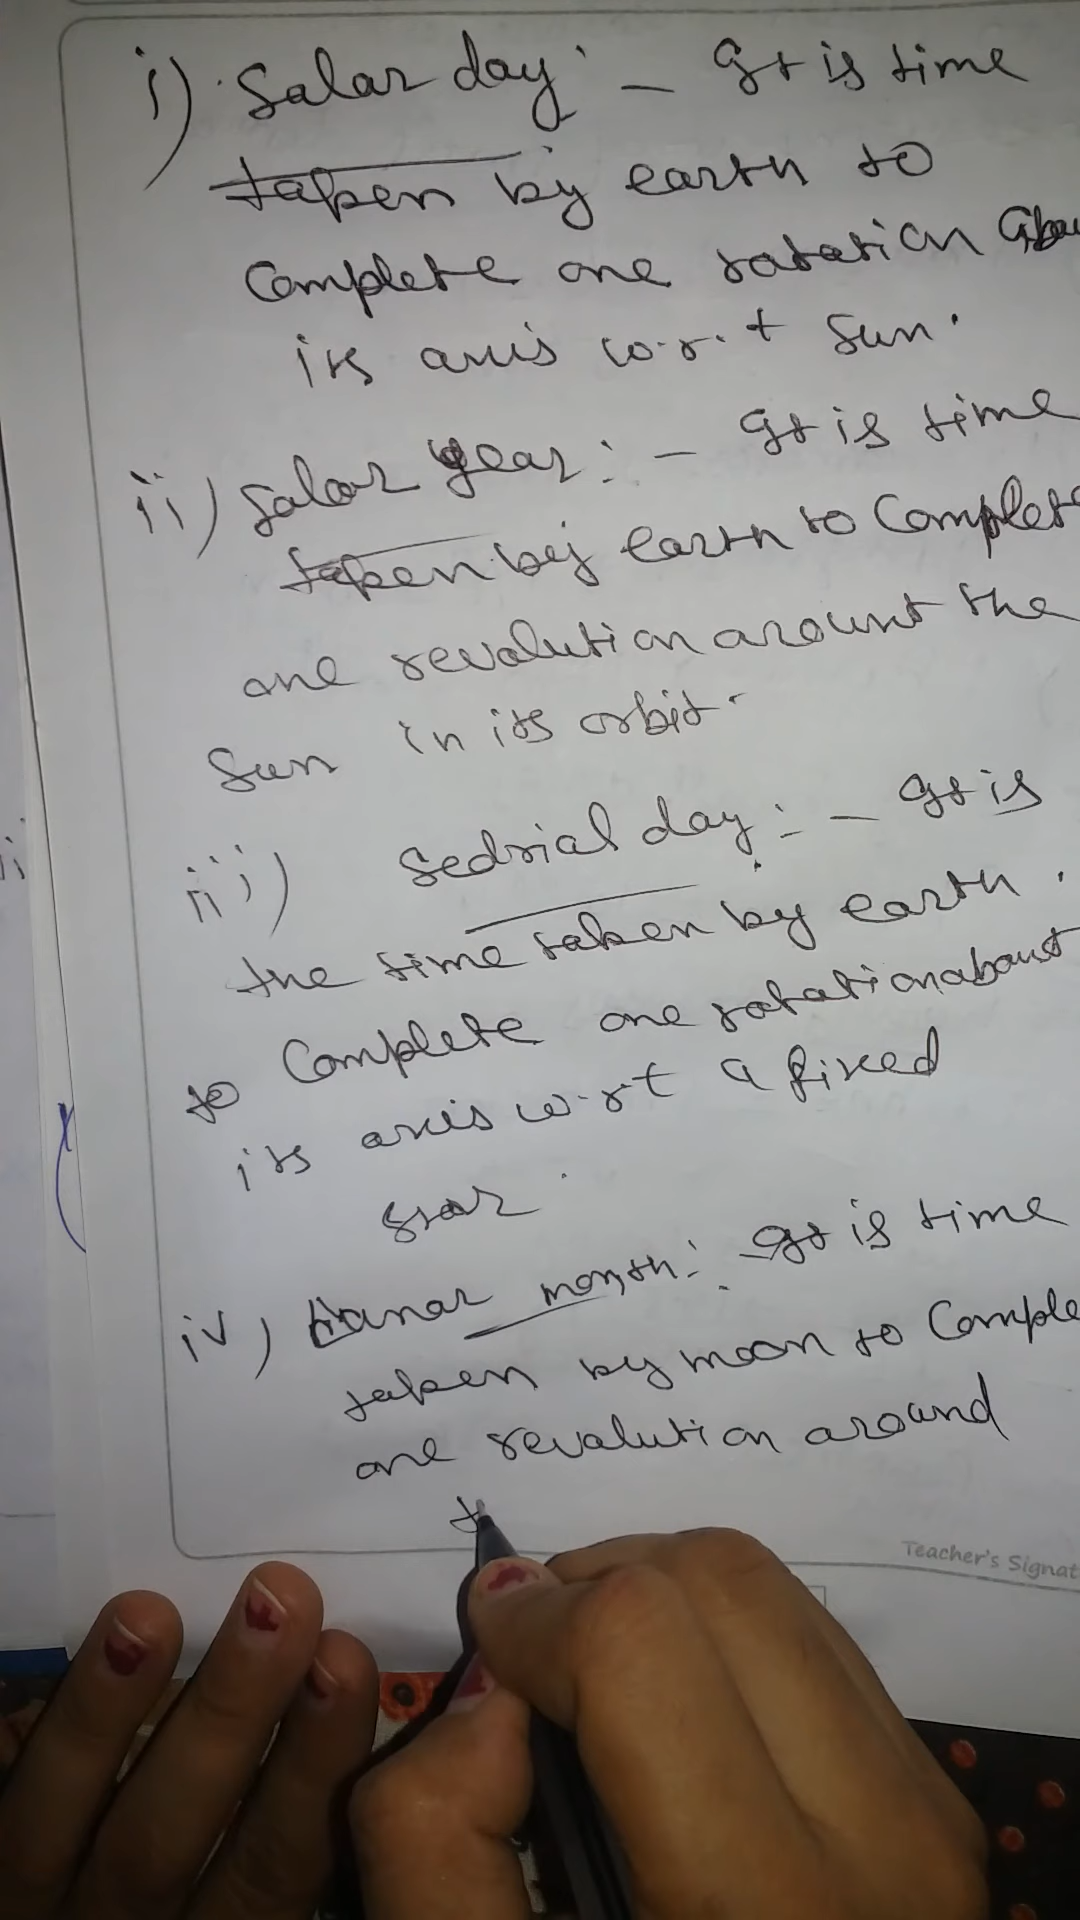 i) Solar day: - It is time
taken by earth to
Complete one rotation abou
its axis w.r.t Sun.
ii) Solar year: - It is time
taken by earth to Complete
one revolution arount the
Sun in its orbit.
iii) Sedrial day: - It is
the time taken by earth.
to Complete one rotation about
its axis w.r.t a fixed
star.
iv) Lunar month: - It is time
taken by moon to Comple
one revolution around
t
Teacher's Signat